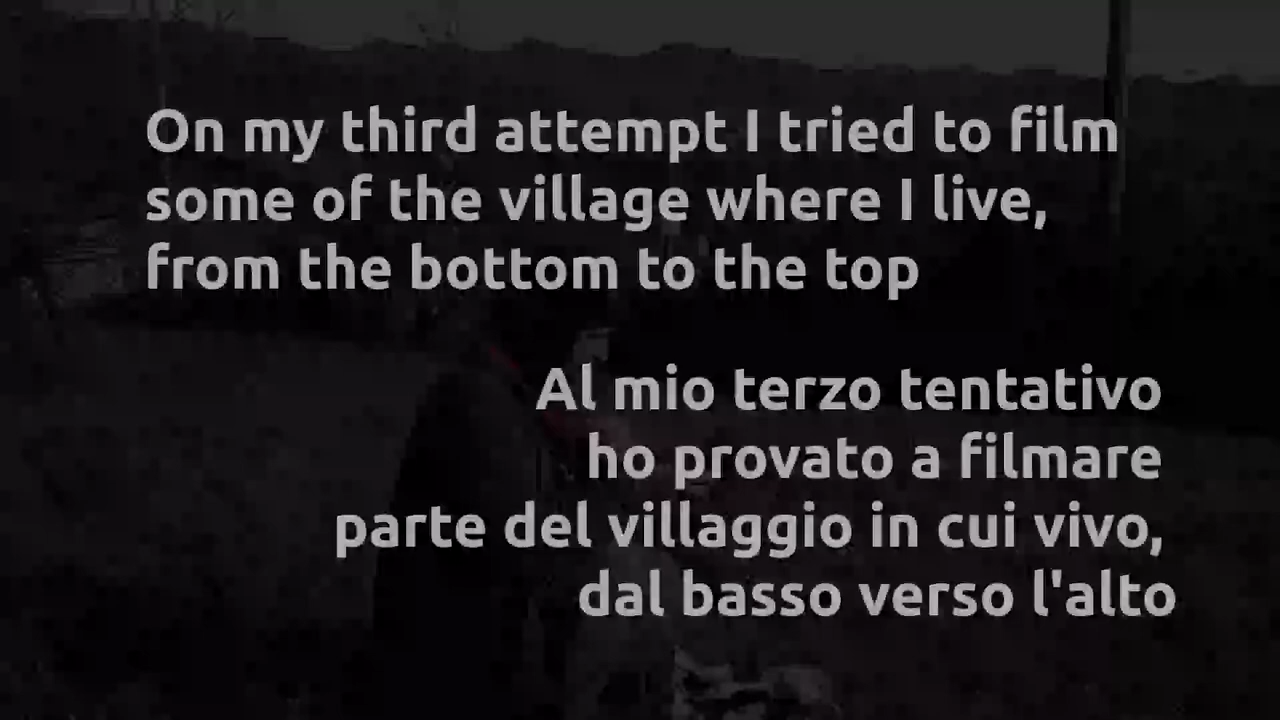 On my third attempt I tried to film
some of the village where I live,
from the bottom to the top
Al mio terzo tentativo
ho provato a filmare
parte del villaggio in cui vivo,
dal basso verso l'alto